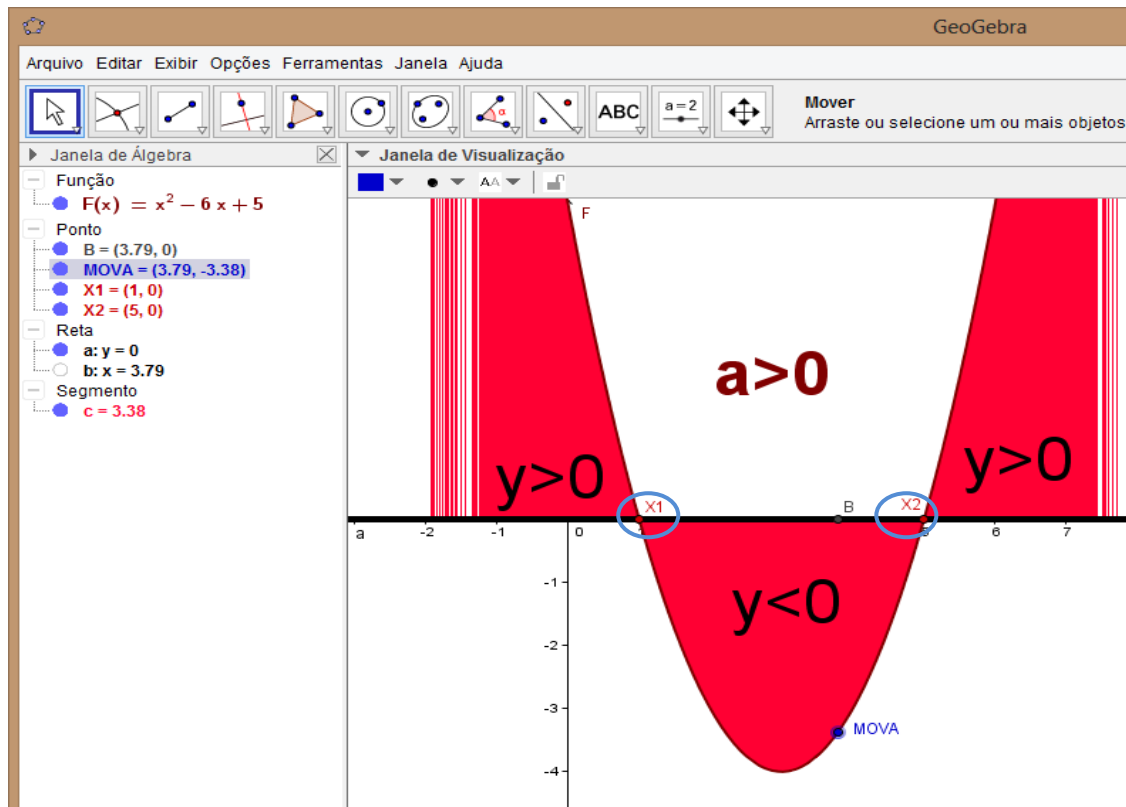 GeoGebra
Arquivo Editar Exibir Opções Ferramentas Janela Ajuda
ABC
a=2
α
Mover
Arraste ou selecione um ou mais objetos
Janela de Álgebra
Função
F(x) = x² − 6 x + 5
Ponto
B = (3.79, 0)
MOVA = (3.79, -3.38)
X1 = (1, 0)
X2 = (5, 0)
Reta
a: y = 0
b: x = 3.79
Segmento
c = 3.38
Janela de Visualização
AA
F
a>0
y>0
y>0
X1
B
X2
a
-2
-1
0
1
5
6
7
y<0
-1
-2
-3
MOVA
-4